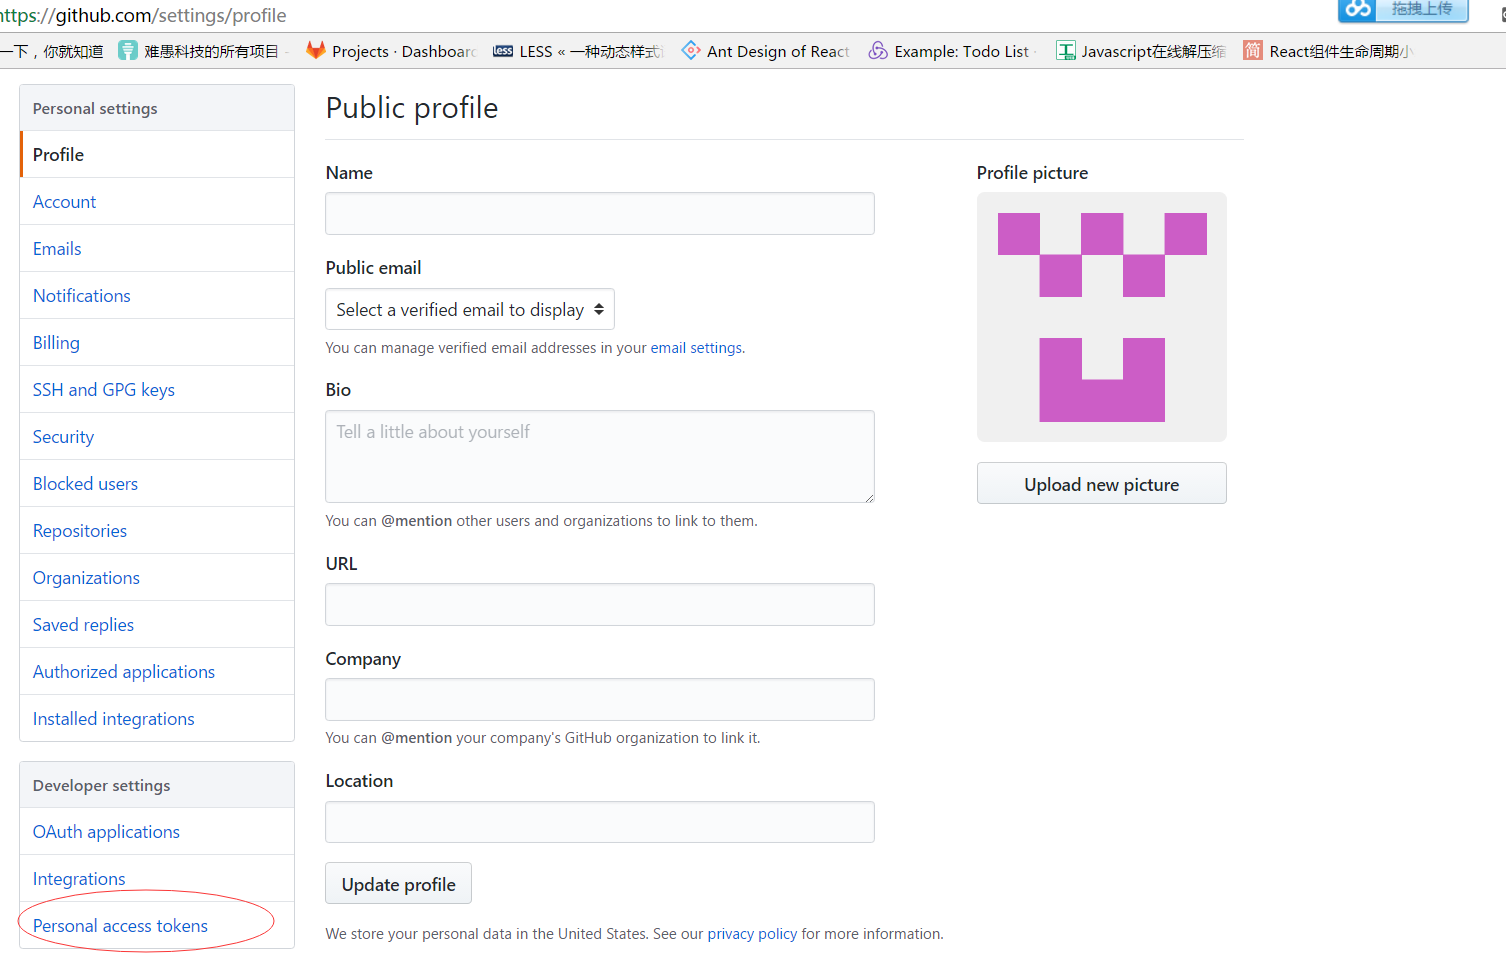 https://github.com/settings/profile
拖拽上传
一下，你就知道
难愚科技的所有项目 -
Projects · Dashboard
LESS « 一种动态样式
Ant Design of React
Example: Todo List ·
Javascript在线解压缩
React组件生命周期小
Personal settings
Profile
Account
Emails
Notifications
Billing
SSH and GPG keys
Security
Blocked users
Repositories
Organizations
Saved replies
Authorized applications
Installed integrations
Developer settings
OAuth applications
Integrations
Personal access tokens
Public profile
Name
Public email
Select a verified email to display
You can manage verified email addresses in your email settings.
Bio
Tell a little about yourself
You can @mention other users and organizations to link to them.
URL
Company
You can @mention your company's GitHub organization to link it.
Location
Update profile
We store your personal data in the United States. See our privacy policy for more information.
Profile picture
Upload new picture